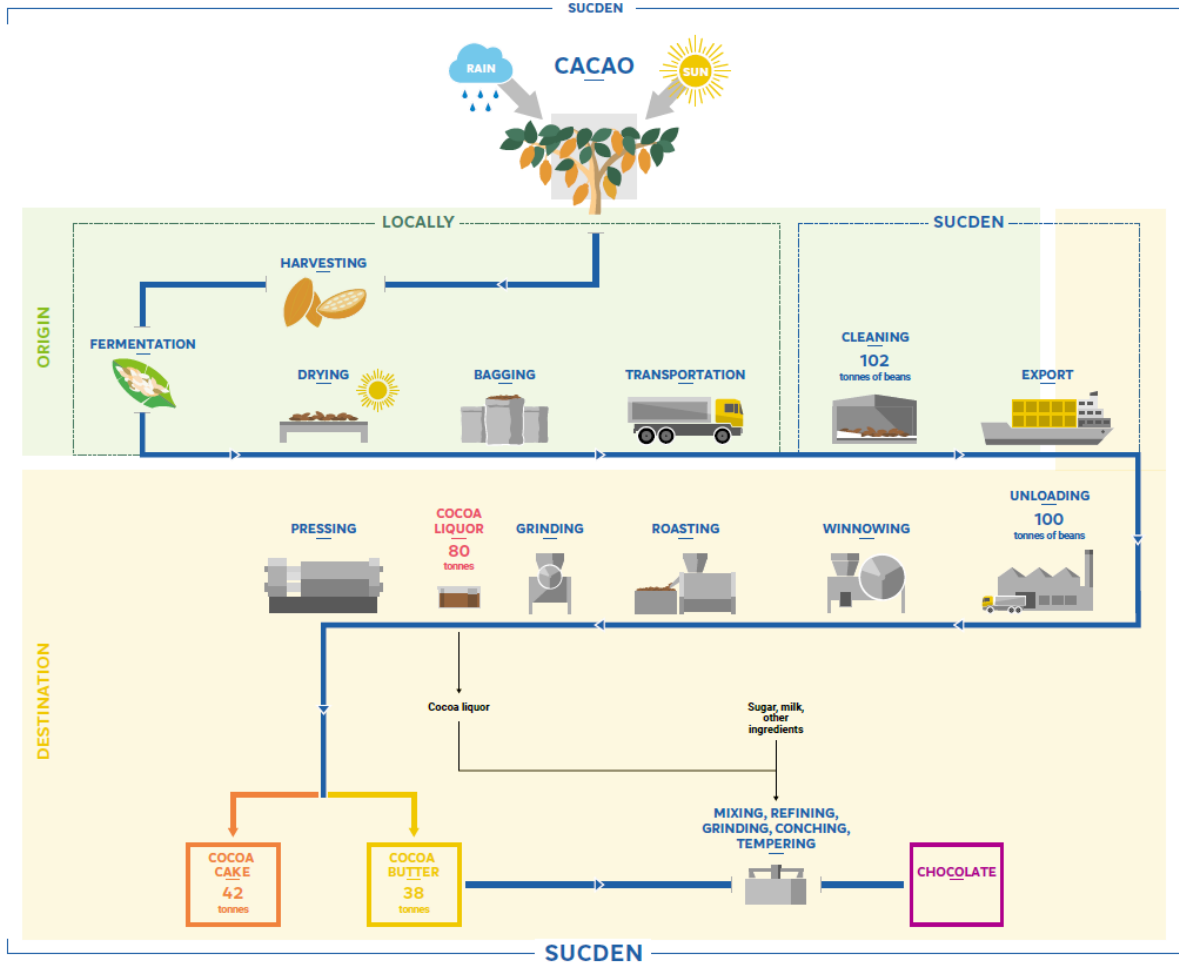 SUCDEN
RAIN
CACAO
SUN
LOCALLY
SUCDEN
ORIGIN
HARVESTING
FERMENTATION
DRYING
BAGGING
TRANSPORTATION
CLEANING
102
tonnes of beans
EXPORT
DESTINATION
PRESSING
COCOA
LIQUOR
80
tonnes
GRINDING
ROASTING
WINNOWING
UNLOADING
100
tonnes of beans
Cocoa liquor
Sugar, milk,
other
ingredients
MIXING, REFINING,
GRINDING, CONCHING,
TEMPERING
COCOA
CAKE
42
tonnes
COCOA
BUTTER
38
tonnes
CHOCOLATE
SUCDEN